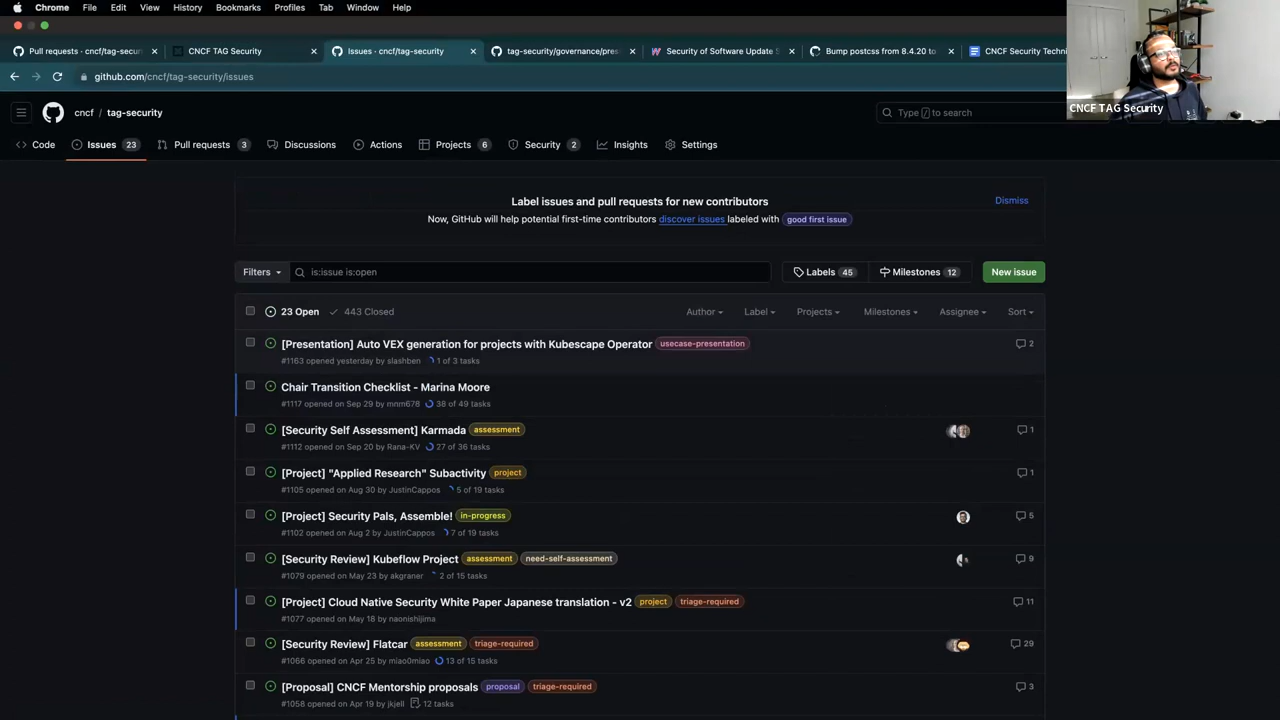 Chrome File Edit View History Bookmarks Profiles Tab Window Help
Pull requests · cncf/tag-secur
CNCF TAG Security
Issues · cncf/tag-security
tag-security/governance/pres
Security of Software Update S
Bump postcss from 8.4.20 to
CNCF Security Techni
github.com/cncf/tag-security/issues
CNCF TAG Security
cncf / tag-security
Type / to search
Code
Issues 23
Pull requests 3
Discussions
Actions
Projects 6
Security 2
Insights
Settings
Label issues and pull requests for new contributors
Dismiss
Now, GitHub will help potential first-time contributors discover issues labeled with good first issue
Filters
is:issue is:open
Labels 45
Milestones 12
New issue
23 Open
443 Closed
Author
Label
Projects
Milestones
Assignee
Sort
[Presentation] Auto VEX generation for projects with Kubescape Operator usecase-presentation 2
#1163 opened yesterday by slashben 1 of 3 tasks
Chair Transition Checklist - Marina Moore
#1117 opened on Sep 29 by mnm678 38 of 49 tasks
[Security Self Assessment] Karmada assessment 1
#1112 opened on Sep 20 by Rana-KV 27 of 36 tasks
[Project] "Applied Research" Subactivity project 1
#1105 opened on Aug 30 by JustinCappos 5 of 19 tasks
[Project] Security Pals, Assemble! in-progress 5
#1102 opened on Aug 2 by JustinCappos 7 of 19 tasks
[Security Review] Kubeflow Project assessment need-self-assessment 9
#1079 opened on May 23 by akgraner 2 of 15 tasks
[Project] Cloud Native Security White Paper Japanese translation - v2 project triage-required 11
#1077 opened on May 18 by naonishijima
[Security Review] Flatcar assessment triage-required 29
#1066 opened on Apr 25 by miao0miao 13 of 15 tasks
[Proposal] CNCF Mentorship proposals proposal triage-required 3
#1058 opened on Apr 19 by jkjell 12 tasks